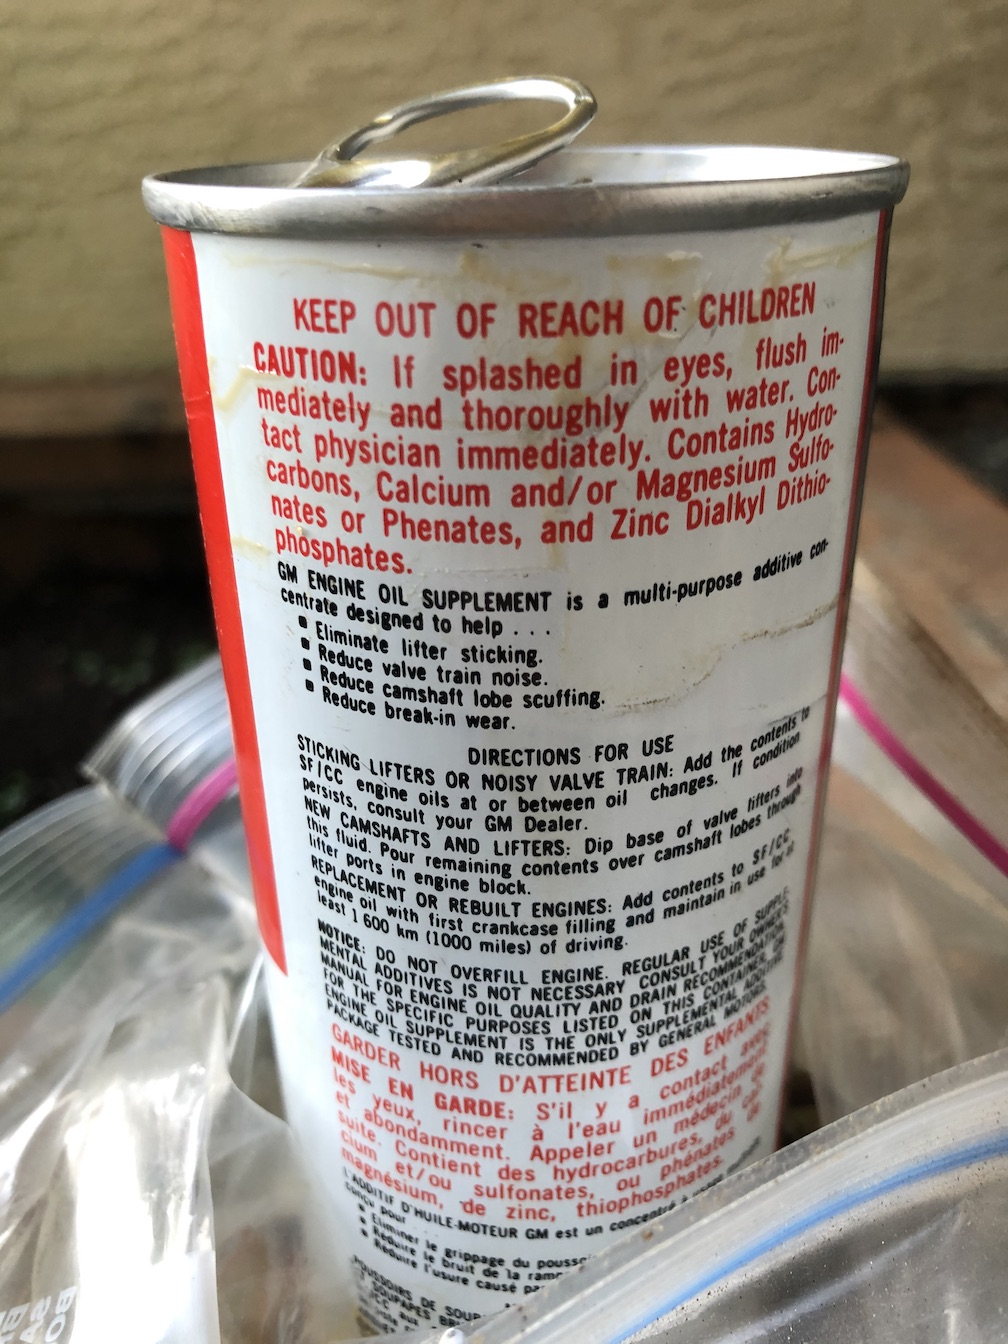 KEEP OUT OF REACH OF CHILDREN
CAUTION: If splashed in eyes, flush im-
mediately and thoroughly with water. Con-
tact physician immediately. Contains Hydro-
carbons, Calcium and/or Magnesium Sulfo-
nates or Phenates, and Zinc Dialkyl Dithio-
phosphates.
GM ENGINE OIL SUPPLEMENT is a multi-purpose additive con-
centrate designed to help . . .
▪ Eliminate lifter sticking.
▪ Reduce valve train noise.
▪ Reduce camshaft lobe scuffing.
▪ Reduce break-in wear.
DIRECTIONS FOR USE
STICKING LIFTERS OR NOISY VALVE TRAIN: Add the contents to
SF/CC engine oils at or between oil changes. If condition
persists, consult your GM Dealer.
NEW CAMSHAFTS AND LIFTERS: Dip base of valve lifters into
this fluid. Pour remaining contents over camshaft lobes through
lifter ports in engine block.
REPLACEMENT OR REBUILT ENGINES: Add contents to SF/CC
engine oil with first crankcase filling and maintain in use for at
least 1 600 km (1000 miles) of driving.
NOTICE: DO NOT OVERFILL ENGINE. REGULAR USE OF SUPPLE-
MENTAL ADDITIVES IS NOT NECESSARY CONSULT YOUR OWNER'S
MANUAL FOR ENGINE OIL QUALITY AND DRAIN RECOMMENDATION.
FOR THE SPECIFIC PURPOSES LISTED ON THIS CONTAINER, GM
ENGINE OIL SUPPLEMENT IS THE ONLY SUPPLEMENTAL ADDITIVE
PACKAGE TESTED AND RECOMMENDED BY GENERAL MOTORS.
GARDER HORS D'ATTEINTE DES ENFANTS
MISE EN GARDE: S'il y a contact avec
les yeux, rincer à l'eau immédiatement
et abondamment. Appeler un médecin de
suite. Contient des hydrocarbures, du cal-
cium et/ou sulfonates, ou phénates de
magnésium, de zinc, thiophosphates.
L'ADDITIF D'HUILE-MOTEUR GM est un concentré à
conçu pour
▪ Éliminer le grippage du
▪ Réduire le bruit de la
▪ Réduire l'usure causé
DE